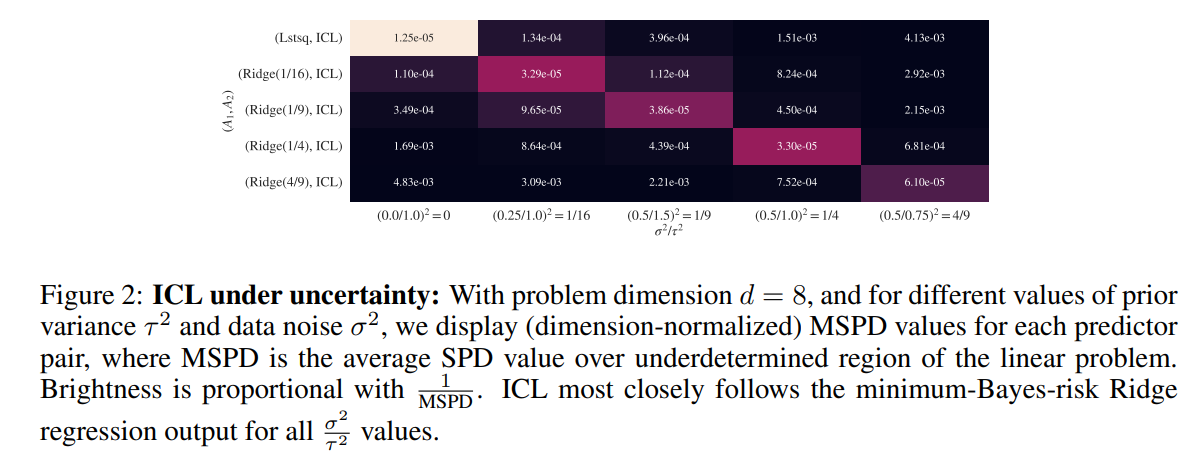 (Lstsq, ICL) 1.25e-05 1.34e-04 3.96e-04 1.51e-03 4.13e-03
(Ridge(1/16), ICL) 1.10e-04 3.29e-05 1.12e-04 8.24e-04 2.92e-03
(A₁, A₂)
(Ridge(1/9), ICL) 3.49e-04 9.65e-05 3.86e-05 4.50e-04 2.15e-03
(Ridge(1/4), ICL) 1.69e-03 8.64e-04 4.39e-04 3.30e-05 6.81e-04
(Ridge(4/9), ICL) 4.83e-03 3.09e-03 2.21e-03 7.52e-04 6.10e-05
(0.0/1.0)² = 0 (0.25/1.0)² = 1/16 (0.5/1.5)² = 1/9 (0.5/1.0)² = 1/4 (0.5/0.75)² = 4/9
σ²/τ²
Figure 2: ICL under uncertainty: With problem dimension d = 8, and for different values of prior
variance τ² and data noise σ², we display (dimension-normalized) MSPD values for each predictor
pair, where MSPD is the average SPD value over underdetermined region of the linear problem.
Brightness is proportional with 1/MSPD. ICL most closely follows the minimum-Bayes-risk Ridge
regression output for all σ²/τ² values.